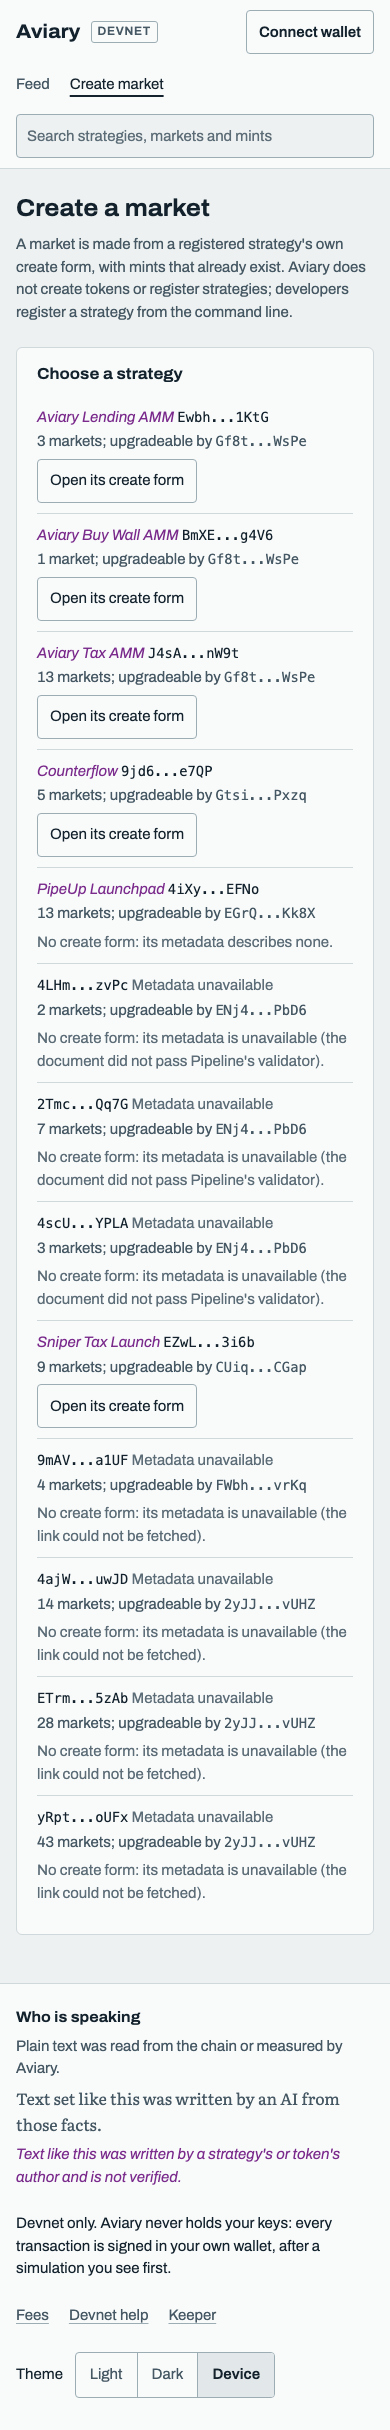 Aviary DEVNET Connect wallet
Feed Create market
Search strategies, markets and mints
Create a market
A market is made from a registered strategy's own
create form, with mints that already exist. Aviary does
not create tokens or register strategies; developers
register a strategy from the command line.
Choose a strategy
Aviary Lending AMM Ewbh...1KtG
3 markets; upgradeable by Gf8t...WsPe
Open its create form
Aviary Buy Wall AMM BmXE...g4V6
1 market; upgradeable by Gf8t...WsPe
Open its create form
Aviary Tax AMM J4sA...nW9t
13 markets; upgradeable by Gf8t...WsPe
Open its create form
Counterflow 9jd6...e7QP
5 markets; upgradeable by Gtsi...Pxzq
Open its create form
PipeUp Launchpad 4iXy...EFNo
13 markets; upgradeable by EGrQ...Kk8X
No create form: its metadata describes none.
4LHm...zvPc Metadata unavailable
2 markets; upgradeable by ENj4...PbD6
No create form: its metadata is unavailable (the
document did not pass Pipeline's validator).
2Tmc...Qq7G Metadata unavailable
7 markets; upgradeable by ENj4...PbD6
No create form: its metadata is unavailable (the
document did not pass Pipeline's validator).
4scU...YPLA Metadata unavailable
3 markets; upgradeable by ENj4...PbD6
No create form: its metadata is unavailable (the
document did not pass Pipeline's validator).
Sniper Tax Launch EZwL...3i6b
9 markets; upgradeable by CUiq...CGap
Open its create form
9mAV...a1UF Metadata unavailable
4 markets; upgradeable by FWbh...vrKq
No create form: its metadata is unavailable (the
link could not be fetched).
4ajW...uwJD Metadata unavailable
14 markets; upgradeable by 2yJJ...vUHZ
No create form: its metadata is unavailable (the
link could not be fetched).
ETrm...5zAb Metadata unavailable
28 markets; upgradeable by 2yJJ...vUHZ
No create form: its metadata is unavailable (the
link could not be fetched).
yRpt...oUFx Metadata unavailable
43 markets; upgradeable by 2yJJ...vUHZ
No create form: its metadata is unavailable (the
link could not be fetched).
Who is speaking
Plain text was read from the chain or measured by
Aviary.
Text set like this was written by an AI from
those facts.
Text like this was written by a strategy's or token's
author and is not verified.
Devnet only. Aviary never holds your keys: every
transaction is signed in your own wallet, after a
simulation you see first.
Fees Devnet help Keeper
Theme Light Dark Device